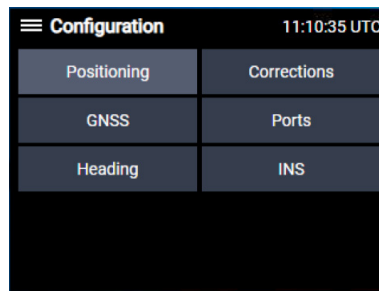 Configuration 11:10:35 UTC
Positioning Corrections
GNSS Ports
Heading INS